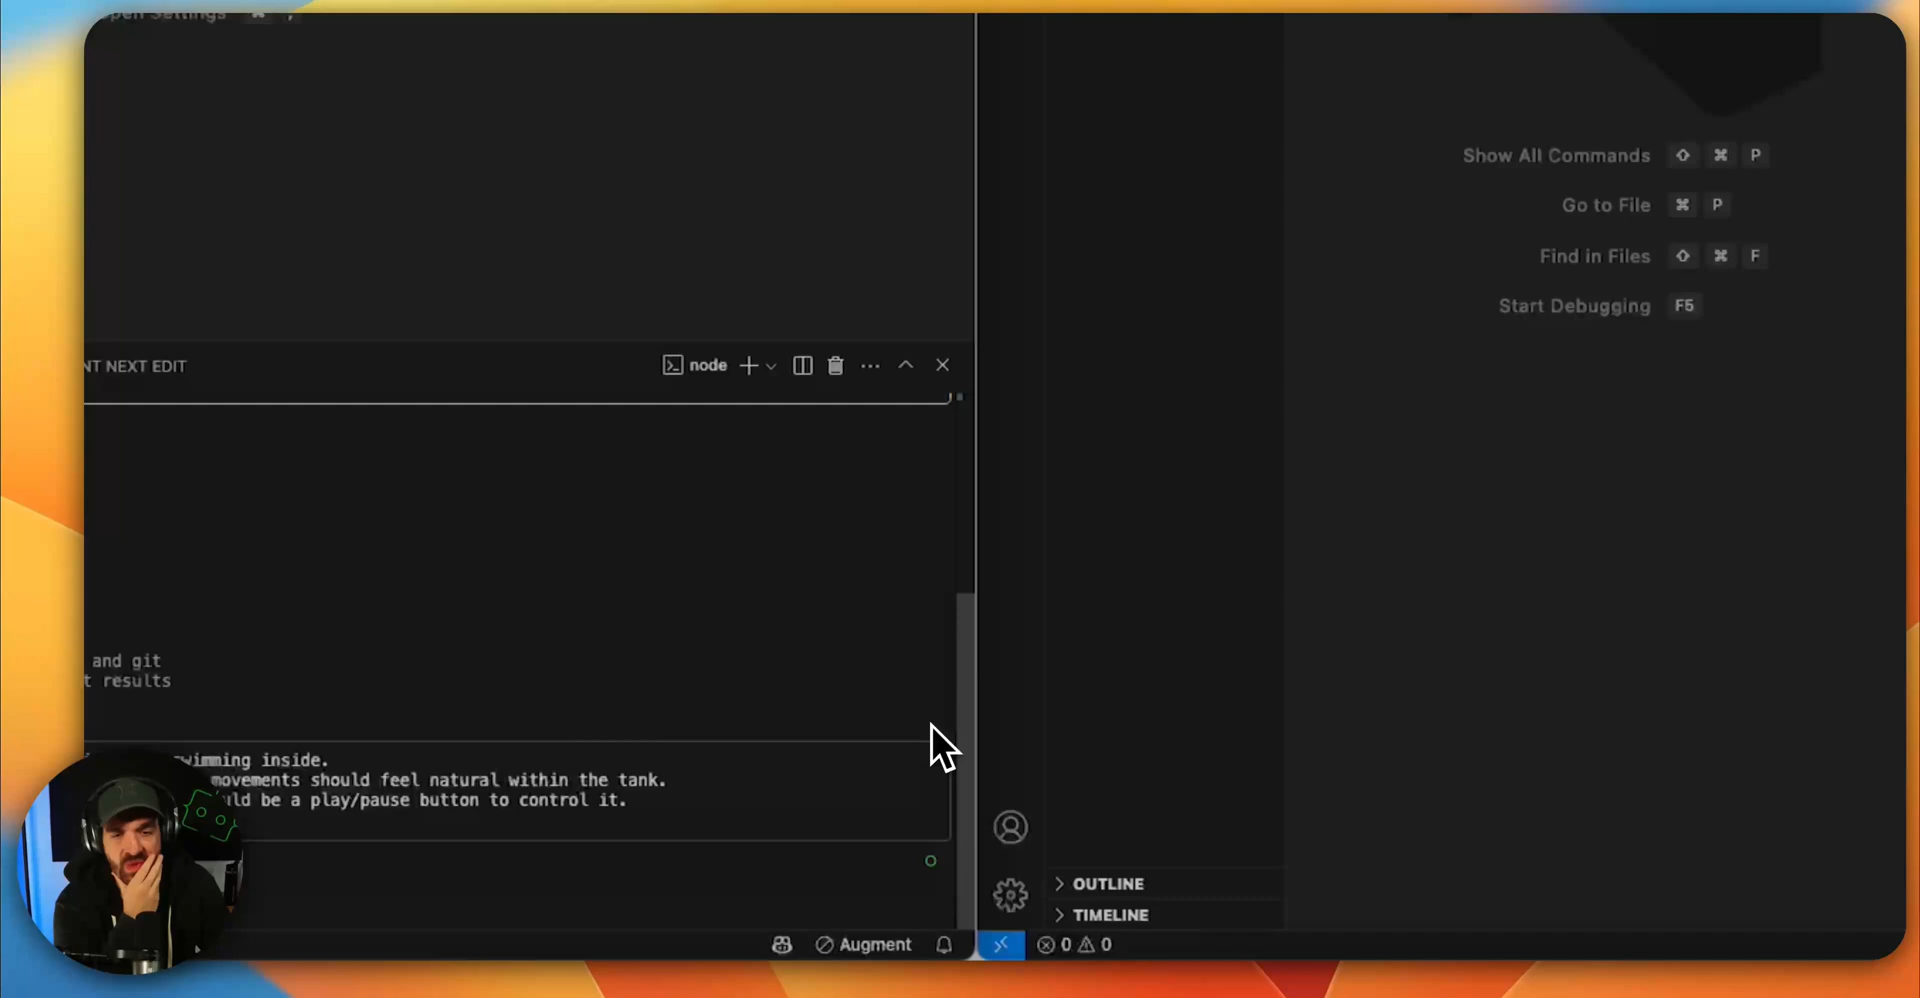 pen Settings ⌘ ,
NT NEXT EDIT
node
and git
t results
wimming inside.
movements should feel natural within the tank.
uld be a play/pause button to control it.
Augment
Show All Commands ⇧ ⌘ P
Go to File ⌘ P
Find in Files ⇧ ⌘ F
Start Debugging F5
OUTLINE
TIMELINE
0 0